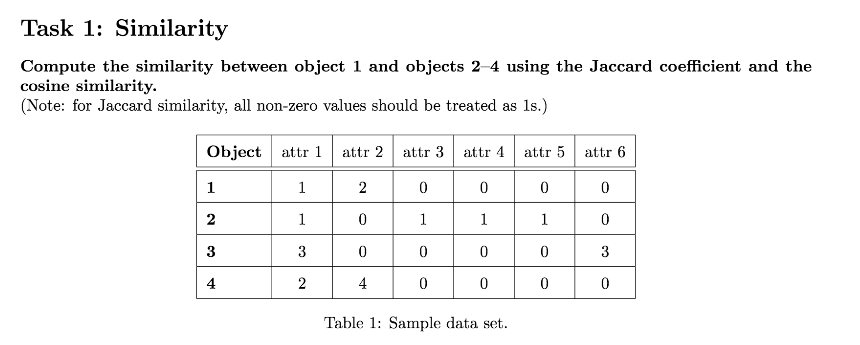 Task 1: Similarity
Compute the similarity between object 1 and objects 2–4 using the Jaccard coefficient and the
cosine similarity.
(Note: for Jaccard similarity, all non-zero values should be treated as 1s.)
Object attr 1 attr 2 attr 3 attr 4 attr 5 attr 6
1 1 2 0 0 0 0
2 1 0 1 1 1 0
3 3 0 0 0 0 3
4 2 4 0 0 0 0
Table 1: Sample data set.